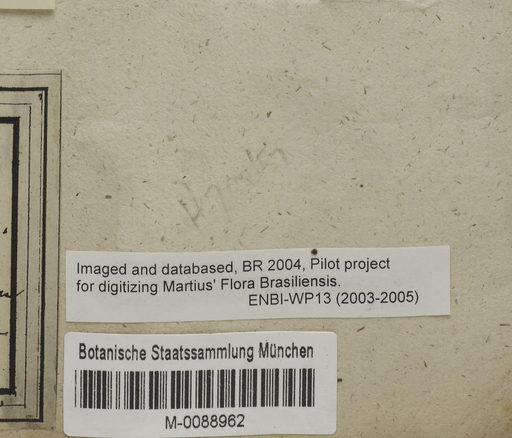 Imaged and databased, BR 2004, Pilot project
for digitizing Martius' Flora Brasiliensis.
ENBI-WP13 (2003-2005)
Botanische Staatssammlung München
M-0088962